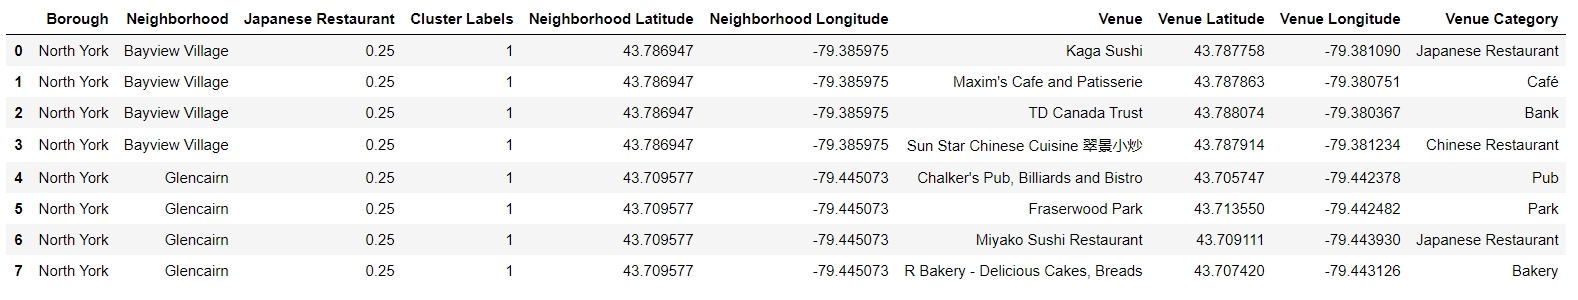 Borough Neighborhood Japanese Restaurant Cluster Labels Neighborhood Latitude Neighborhood Longitude Venue Venue Latitude Venue Longitude Venue Category
0 North York Bayview Village 0.25 1 43.786947 -79.385975 Kaga Sushi 43.787758 -79.381090 Japanese Restaurant
1 North York Bayview Village 0.25 1 43.786947 -79.385975 Maxim's Cafe and Patisserie 43.787863 -79.380751 Café
2 North York Bayview Village 0.25 1 43.786947 -79.385975 TD Canada Trust 43.788074 -79.380367 Bank
3 North York Bayview Village 0.25 1 43.786947 -79.385975 Sun Star Chinese Cuisine 翠景小炒 43.787914 -79.381234 Chinese Restaurant
4 North York Glencairn 0.25 1 43.709577 -79.445073 Chalker's Pub, Billiards and Bistro 43.705747 -79.442378 Pub
5 North York Glencairn 0.25 1 43.709577 -79.445073 Fraserwood Park 43.713550 -79.442482 Park
6 North York Glencairn 0.25 1 43.709577 -79.445073 Miyako Sushi Restaurant 43.709111 -79.443930 Japanese Restaurant
7 North York Glencairn 0.25 1 43.709577 -79.445073 R Bakery - Delicious Cakes, Breads 43.707420 -79.443126 Bakery